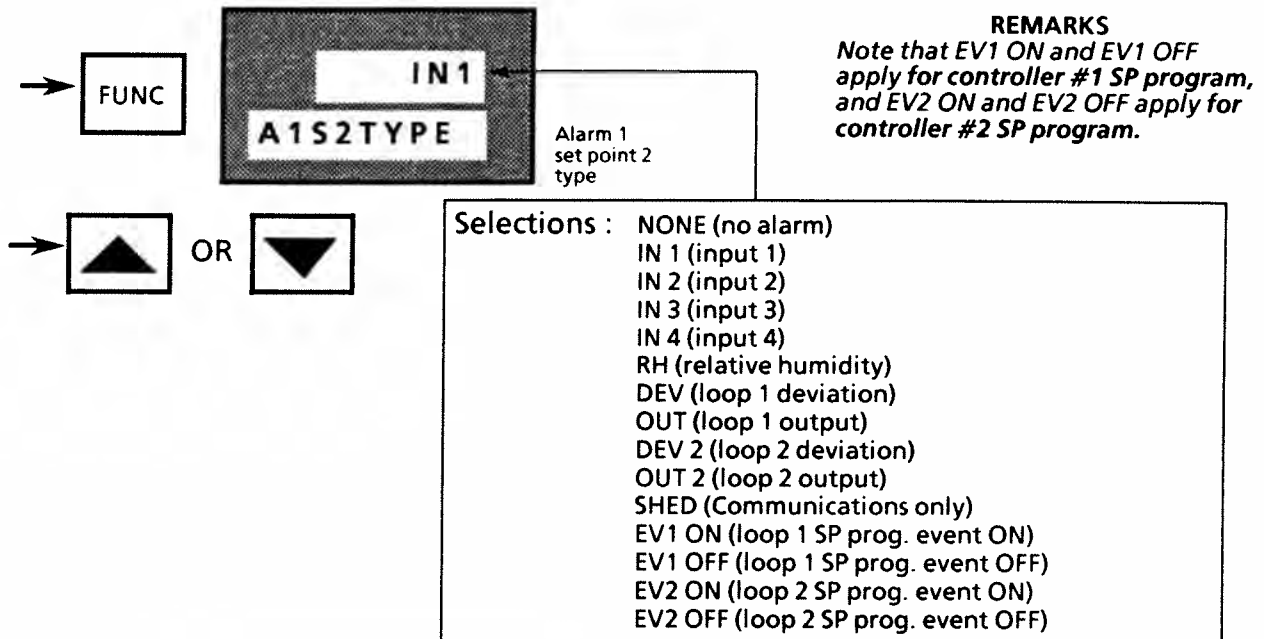 FUNC
IN1
A1S2TYPE
Alarm 1
set point 2
type
REMARKS
Note that EV1 ON and EV1 OFF
apply for controller #1 SP program,
and EV2 ON and EV2 OFF apply for
controller #2 SP program.
OR
Selections :
NONE (no alarm)
IN 1 (input 1)
IN 2 (input 2)
IN 3 (input 3)
IN 4 (input 4)
RH (relative humidity)
DEV (loop 1 deviation)
OUT (loop 1 output)
DEV 2 (loop 2 deviation)
OUT 2 (loop 2 output)
SHED (Communications only)
EV1 ON (loop 1 SP prog. event ON)
EV1 OFF (loop 1 SP prog. event OFF)
EV2 ON (loop 2 SP prog. event ON)
EV2 OFF (loop 2 SP prog. event OFF)